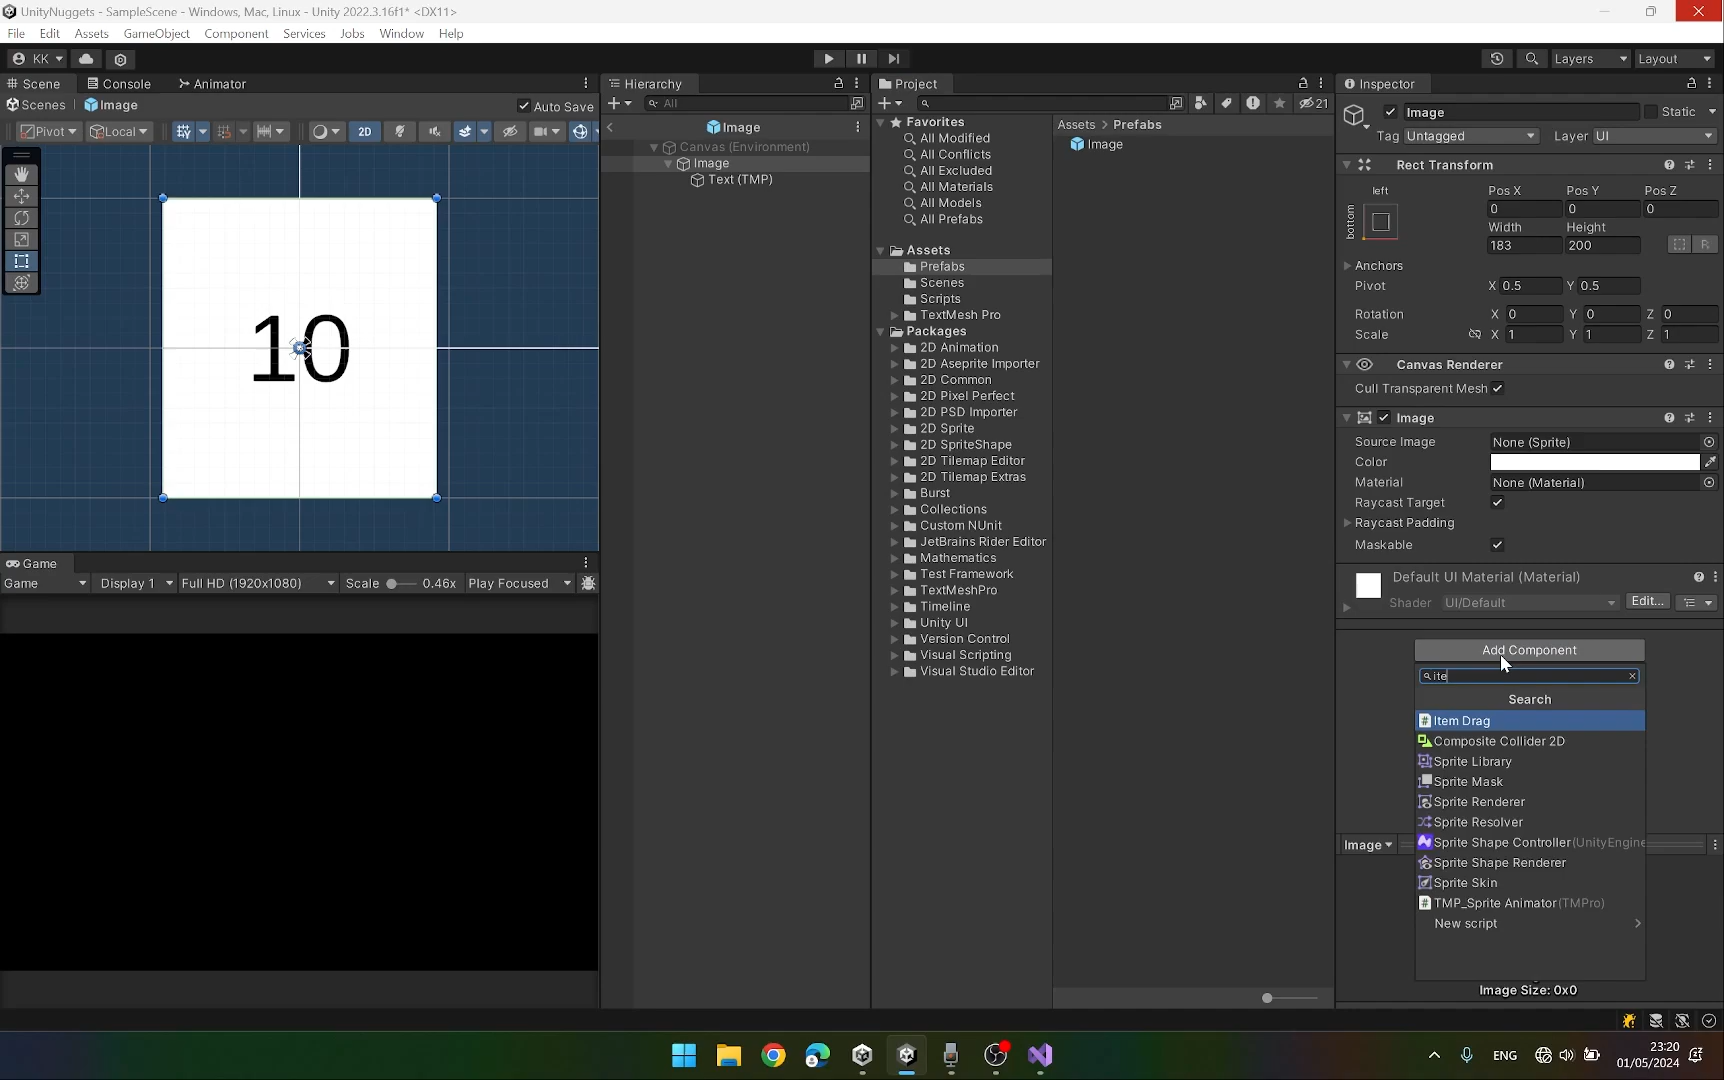 UnityNuggets - SampleScene - Windows, Mac, Linux - Unity 2022.3.16f1* <DX11>
File Edit Assets GameObject Component Services Jobs Window Help
KK Layers Layout
Scene Console Animator
Scenes Image Auto Save
Pivot Local 2D
10
Game
Game Display 1 Full HD (1920x1080) Scale 0.46x Play Focused
Hierarchy
All
Image
Canvas (Environment)
Image
Text (TMP)
Project
21
Favorites
All Modified
All Conflicts
All Excluded
All Materials
All Models
All Prefabs
Assets
Prefabs
Scenes
Scripts
TextMesh Pro
Packages
2D Animation
2D Aseprite Importer
2D Common
2D Pixel Perfect
2D PSD Importer
2D Sprite
2D SpriteShape
2D Tilemap Editor
2D Tilemap Extras
Burst
Collections
Custom NUnit
JetBrains Rider Editor
Mathematics
Test Framework
TextMeshPro
Timeline
Unity UI
Version Control
Visual Scripting
Visual Studio Editor
Assets > Prefabs
Image
Inspector
Image Static
Tag Untagged Layer UI
Rect Transform
left Pos X Pos Y Pos Z
bottom 0 0 0
Width Height
183 200 R
Anchors
Pivot X 0.5 Y 0.5
Rotation X 0 Y 0 Z 0
Scale X 1 Y 1 Z 1
Canvas Renderer
Cull Transparent Mesh
Image
Source Image None (Sprite)
Color
Material None (Material)
Raycast Target
Raycast Padding
Maskable
Default UI Material (Material)
Shader UI/Default Edit...
Add Component
ite
Search
Item Drag
Composite Collider 2D
Sprite Library
Sprite Mask
Sprite Renderer
Sprite Resolver
Sprite Shape Controller (UnityEngine
Sprite Shape Renderer
Sprite Skin
TMP_Sprite Animator (TMPro)
New script
Image
Image Size: 0x0
ENG 23:20
01/05/2024